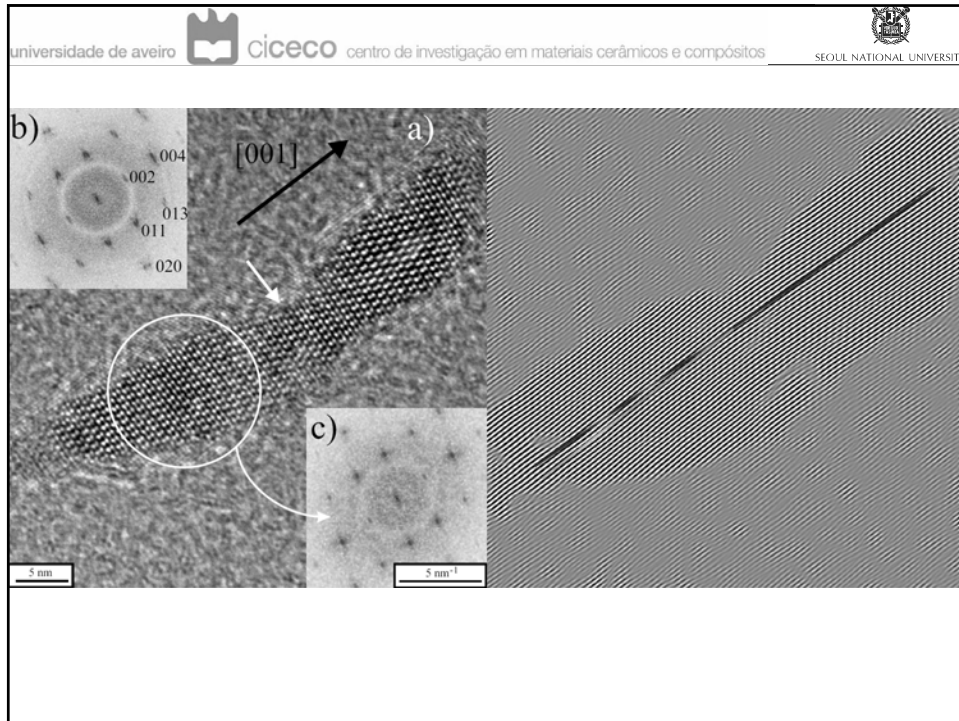 universidade de aveiro
ciceco centro de investigação em materiais cerâmicos e compósitos
SEOUL NATIONAL UNIVERSIT
b)
004
002
013
011
020
[001]
a)
c)
5 nm
5 nm-1